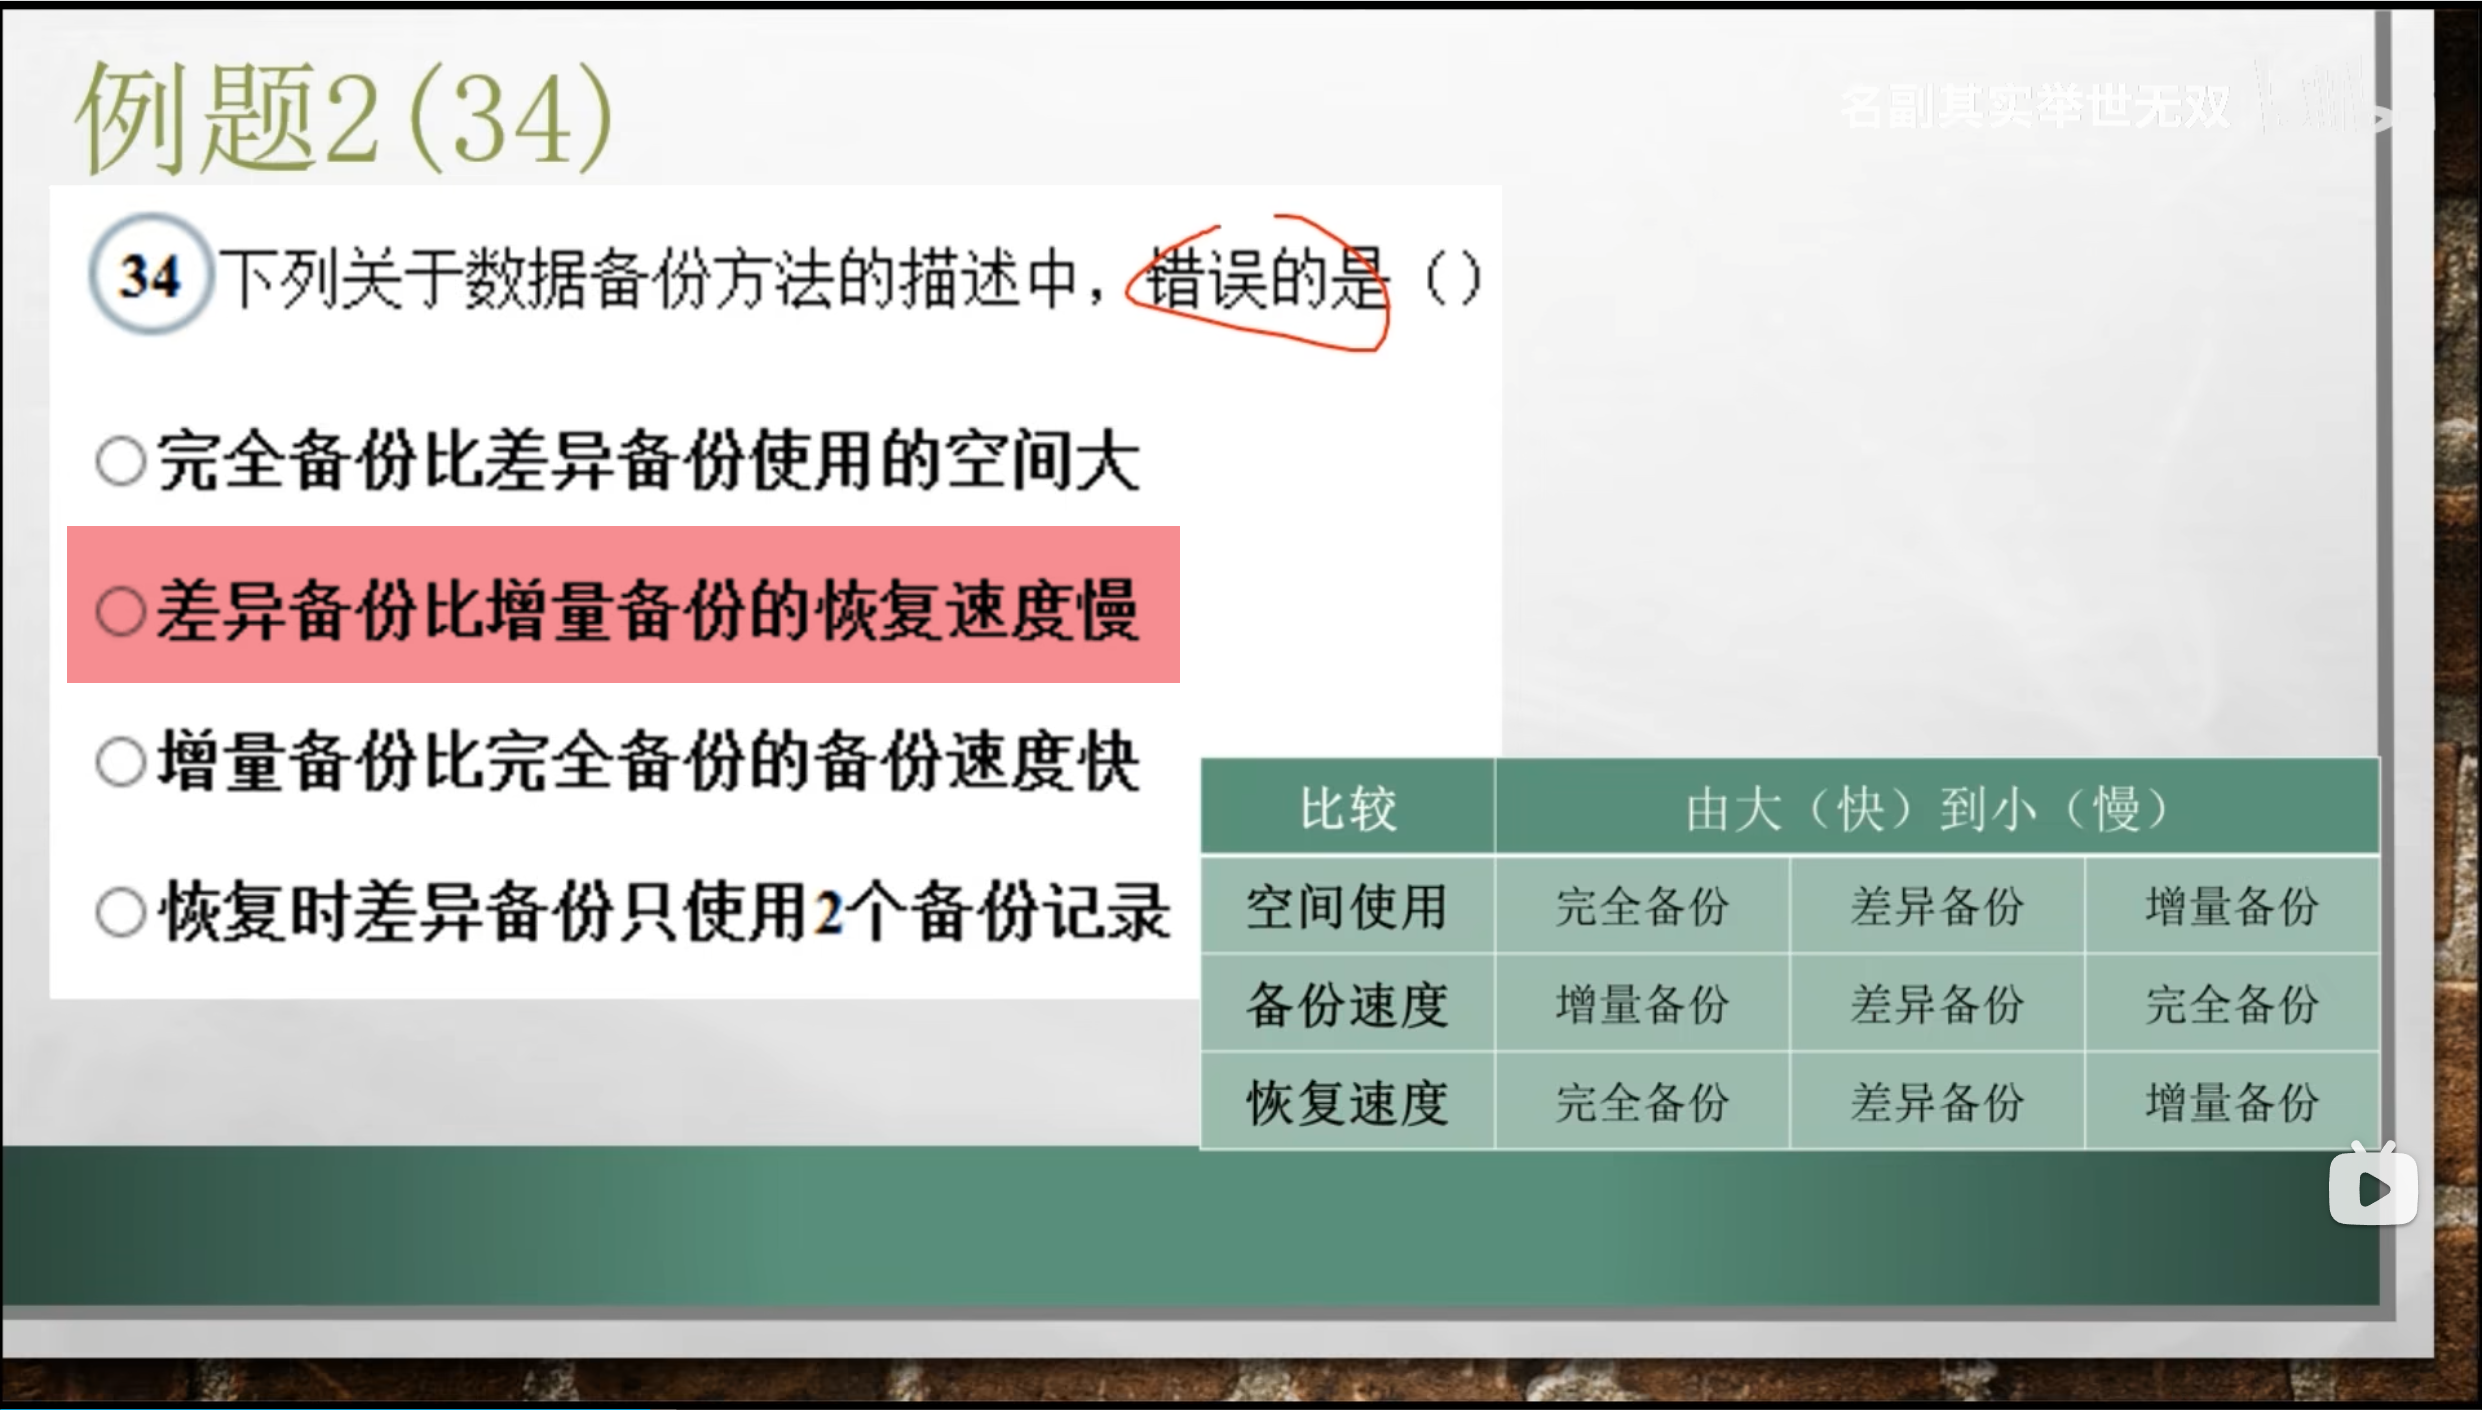 例题2(34)
名副其实举世无双
34 下列关于数据备份方法的描述中，错误的是（）
完全备份比差异备份使用的空间大
差异备份比增量备份的恢复速度慢
增量备份比完全备份的备份速度快
恢复时差异备份只使用2个备份记录
比较 由大（快）到小（慢）
空间使用 完全备份 差异备份 增量备份
备份速度 增量备份 差异备份 完全备份
恢复速度 完全备份 差异备份 增量备份